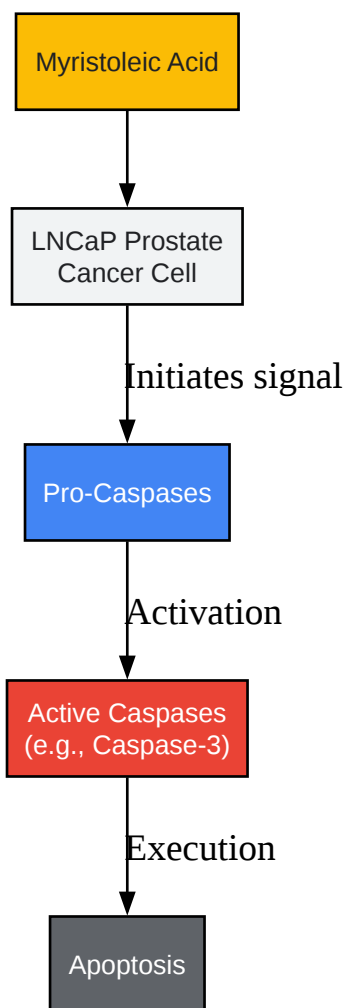 Myristoleic Acid
LNCaP Prostate
Cancer Cell
Initiates signal
Pro-Caspases
Activation
Active Caspases
(e.g., Caspase-3)
Execution
Apoptosis